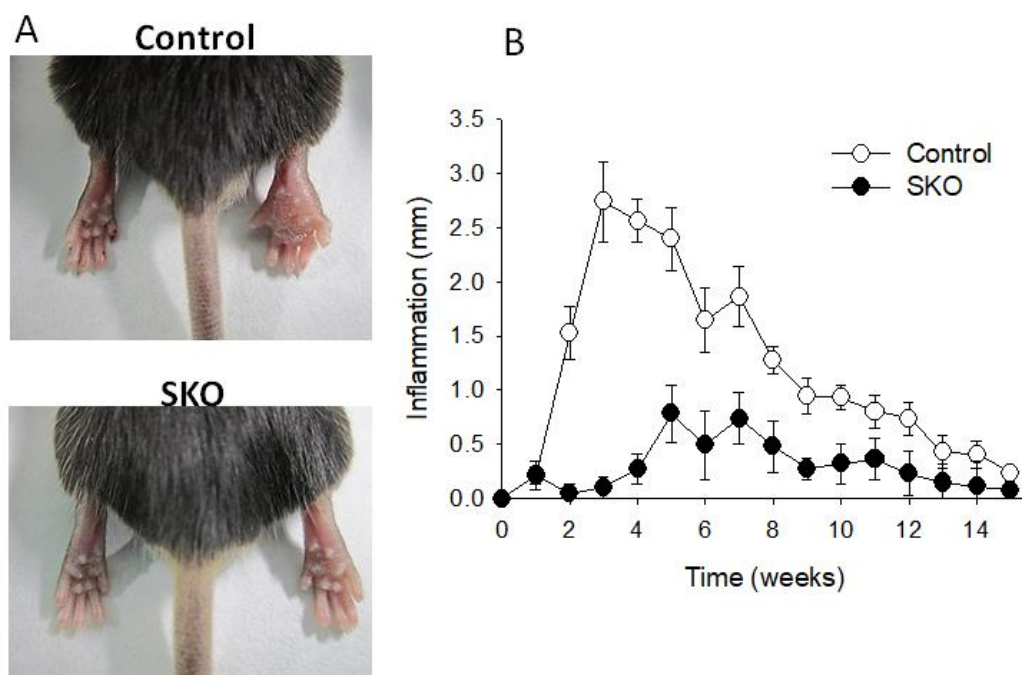 A
Control
SKO
B
3.5
3.0
2.5
2.0
1.5
1.0
0.5
0.0
Inflammation (mm)
Control
SKO
0 2 4 6 8 10 12 14
Time (weeks)